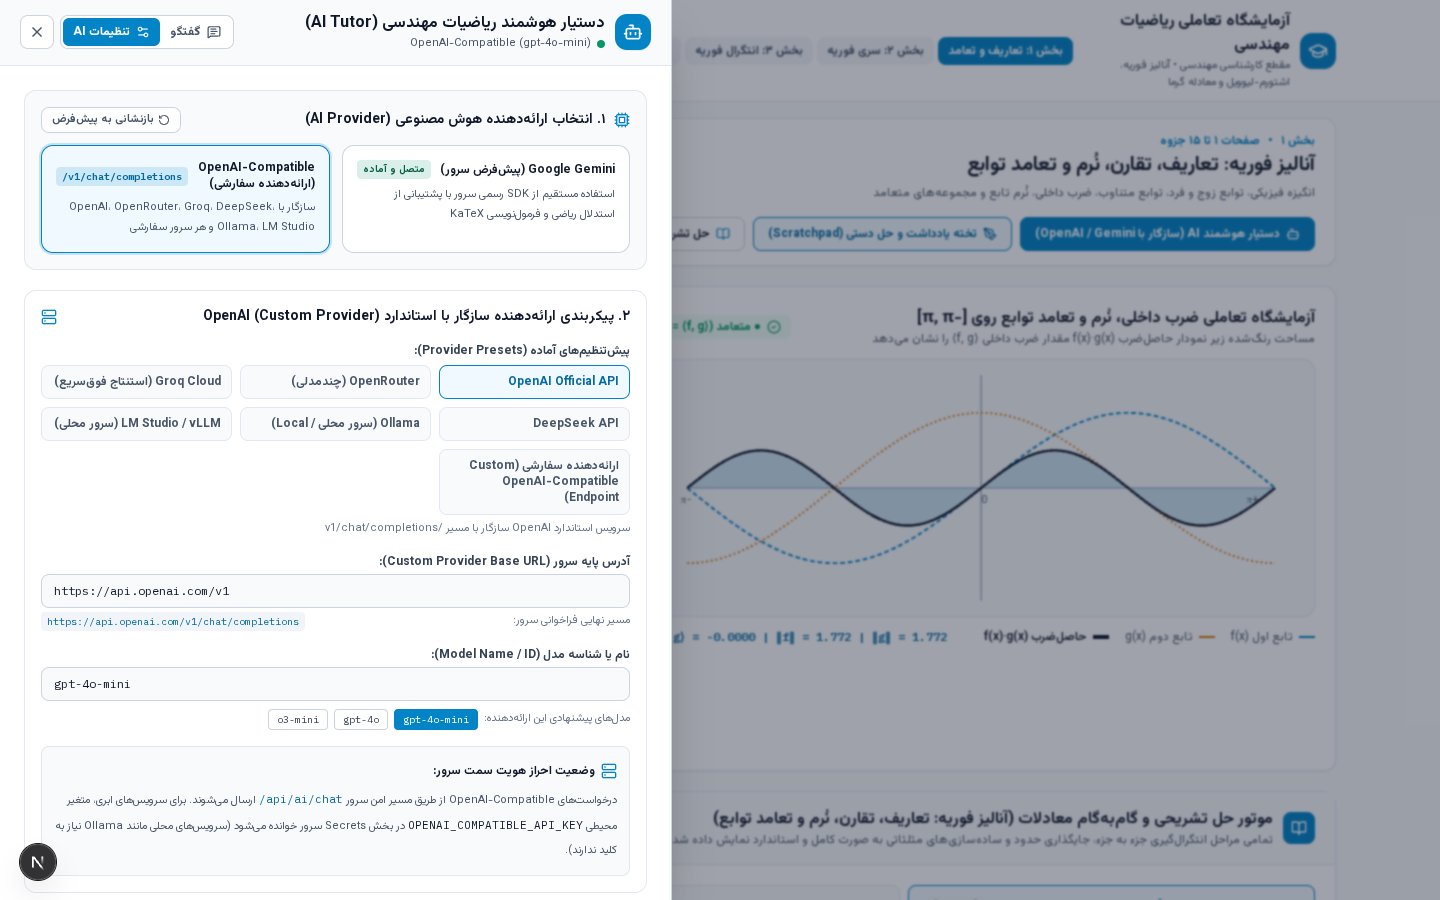 دستیار هوشمند ریاضیات مهندسی (AI Tutor)
OpenAI-Compatible (gpt-4o-mini)
گفتگو
تنظیمات AI
۱. انتخاب ارائه‌دهنده هوش مصنوعی (AI Provider)
بازنشانی به پیش‌فرض
Google Gemini (پیش‌فرض سرور)
متصل و آماده
استفاده مستقیم از SDK رسمی سرور با پشتیبانی از
استدلال ریاضی و فرمول‌نویسی KaTeX
OpenAI-Compatible
(ارائه‌دهنده سفارشی)
/v1/chat/completions
سازگار با OpenAI، OpenRouter، Groq، DeepSeek،
Ollama، LM Studio و هر سرور سفارشی
۲. پیکربندی ارائه‌دهنده سازگار با استاندارد OpenAI (Custom Provider)
پیش‌تنظیم‌های آماده (Provider Presets):
OpenAI Official API
OpenRouter (چندمدلی)
Groq Cloud (استنتاج فوق‌سریع)
DeepSeek API
Ollama (سرور محلی / Local)
LM Studio / vLLM (سرور محلی)
ارائه‌دهنده سفارشی (Custom
OpenAI-Compatible
Endpoint)
سرویس استاندارد OpenAI سازگار با مسیر /v1/chat/completions
آدرس پایه سرور (Custom Provider Base URL):
https://api.openai.com/v1
مسیر نهایی فراخوانی سرور:
https://api.openai.com/v1/chat/completions
نام یا شناسه مدل (Model Name / ID):
gpt-4o-mini
مدل‌های پیشنهادی این ارائه‌دهنده:
gpt-4o-mini
gpt-4o
o3-mini
وضعیت احراز هویت سمت سرور:
درخواست‌های OpenAI-Compatible از طریق مسیر امن سرور /api/ai/chat ارسال می‌شوند. برای سرویس‌های ابری، متغیر
محیطی OPENAI_COMPATIBLE_API_KEY در بخش Secrets سرور خوانده می‌شود (سرویس‌های محلی مانند Ollama نیاز به
کلید ندارند).
N
آزمایشگاه تعاملی ریاضیات
مهندسی
مقطع کارشناسی مهندسی • آنالیز فوریه،
اشتورم-لیوویل و معادله گرما
بخش ۱: تعاریف و تعامد
بخش ۲: سری فوریه
بخش ۳: انتگرال فوریه
بخش ۱ • صفحات ۱ تا ۱۵ جزوه
آنالیز فوریه: تعاریف، تقارن، نُرم و تعامد توابع
انگیزه فیزیکی، توابع زوج و فرد، توابع متناوب، ضرب داخلی، نُرم تابع و مجموعه‌های متعامد
دستیار هوشمند AI (سازگار با OpenAI / Gemini)
تخته یادداشت و حل دستی (Scratchpad)
آزمایشگاه تعاملی ضرب داخلی، نُرم و تعامد توابع روی [-π, π]
متعامد
مساحت رنگ‌شده زیر نمودار حاصل‌ضرب f(x)·g(x) مقدار ضرب داخلی ⟨f, g⟩ را نشان می‌دهد
-π
0
+π
تابع اول f(x)
تابع دوم g(x)
حاصل‌ضرب f(x)·g(x)
g⟩ = -0.0000 | ‖f‖ = 1.772 | ‖g‖ = 1.772
موتور حل تشریحی و گام‌به‌گام معادلات (آنالیز فوریه: تعاریف، تقارن، نُرم و تعامد توابع)
تمامی مراحل انتگرال‌گیری جزء به جزء، جایگذاری حدود و ساده‌سازی‌های مثلثاتی به صورت کامل و استاندارد نمایش داده شد